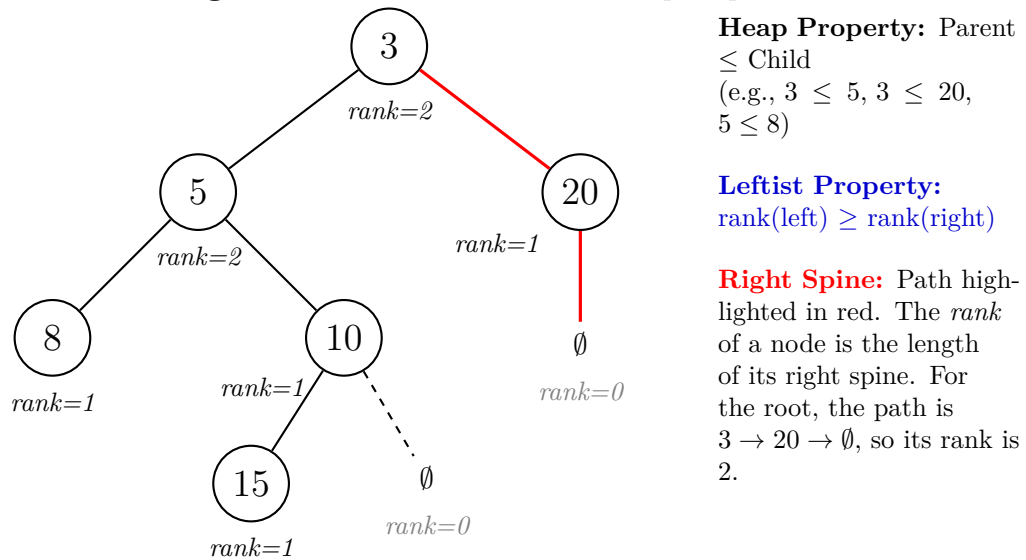 3
rank=2
5
rank=2
20
rank=1
8
rank=1
10
rank=1
∅
rank=0
15
rank=1
∅
rank=0
Heap Property: Parent
≤ Child
(e.g., 3 ≤ 5, 3 ≤ 20,
5 ≤ 8)
Leftist Property:
rank(left) ≥ rank(right)
Right Spine: Path high-
lighted in red. The rank
of a node is the length
of its right spine. For
the root, the path is
3 → 20 → ∅, so its rank is
2.